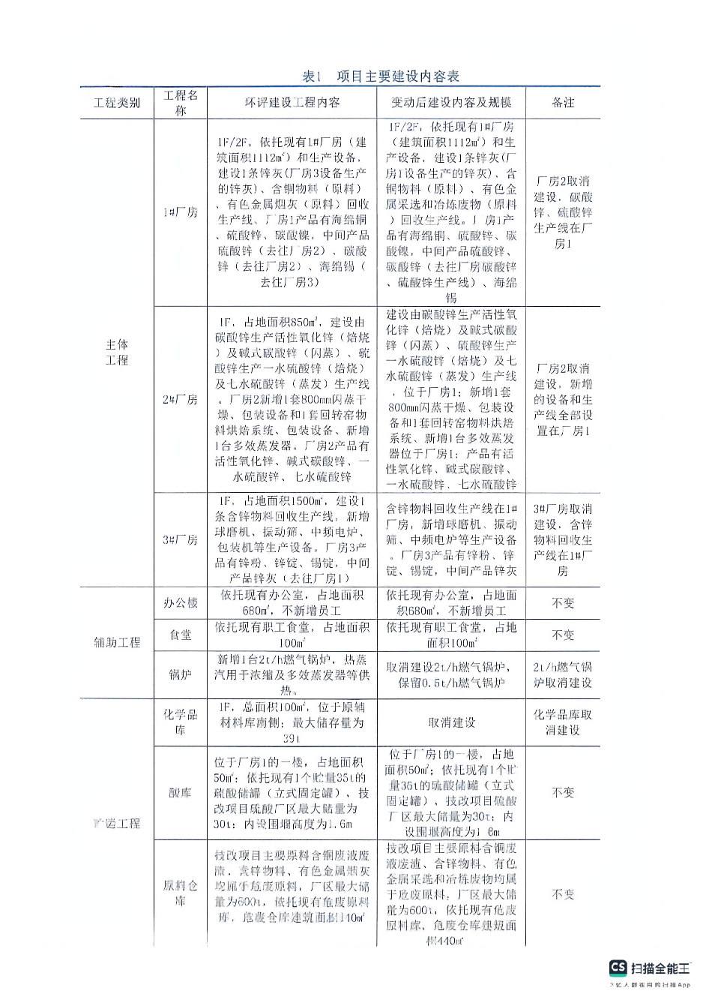 表1 项目主要建设内容表
工程类别
工程名
称
环评建设工程内容
变动后建设内容及规模
备注
主体
工程
1#厂房
1F/2F，依托现有1#厂房（建
筑面积1112㎡）和生产设备，
建设1条锌灰(厂房3设备生产
的锌灰)、含铜物料（原料）
、有色金属烟灰（原料）回收
生产线。厂房1产品有海绵铜
、硫酸锌、碳酸镍，中间产品
硫酸锌（去往厂房2）、碳酸
锌（去往厂房2）、海绵锡（
去往厂房3）
1F/2F，依托现有1#厂房
（建筑面积1112㎡）和生
产设备，建设1条锌灰(厂
房1设备生产的锌灰)、含
铜物料（原料）、有色金
属采选和冶炼废物（原料
）回收生产线。厂房1产
品有海绵铜、硫酸锌、碳
酸镍，中间产品硫酸锌、
碳酸锌（去往厂房碳酸锌
、硫酸锌生产线）、海绵
锡
厂房2取消
建设，碳酸
锌、硫酸锌
生产线在厂
房1
2#厂房
1F，占地面积850㎡，建设由
碳酸锌生产活性氧化锌（焙烧
）及碱式碳酸锌（闪蒸）、硫
酸锌生产一水硫酸锌（焙烧）
及七水硫酸锌（蒸发）生产线
。厂房2新增1套800mm闪蒸干
燥、包装设备和1套回转窑物
料烘焙系统、包装设备、新增
1台多效蒸发器。厂房2产品有
活性氧化锌、碱式碳酸锌、一
水硫酸锌、七水硫酸锌
建设由碳酸锌生产活性氧
化锌（焙烧）及碱式碳酸
锌（闪蒸）、硫酸锌生产
一水硫酸锌（焙烧）及七
水硫酸锌（蒸发）生产线
，位于厂房1；新增1套
800mm闪蒸干燥、包装设
备和1套回转窑物料烘焙
系统、新增1台多效蒸发
器位于厂房1；产品有活
性氧化锌、碱式碳酸锌、
一水硫酸锌、七水硫酸锌
厂房2取消
建设，新增
的设备和生
产线全部设
置在厂房1
3#厂房
1F，占地面积1500㎡，建设1
条含锌物料回收生产线，新增
球磨机、振动筛、中频电炉、
包装机等生产设备。厂房3产
品有锌粉、锌锭、锡锭，中间
产品锌灰（去往厂房1）
含锌物料回收生产线在1#
厂房，新增球磨机、振动
筛、中频电炉等生产设备
。厂房3产品有锌粉、锌
锭、锡锭，中间产品锌灰
3#厂房取消
建设，含锌
物料回收生
产线在1#厂
房
辅助工程
办公楼
依托现有办公室，占地面积
680㎡，不新增员工
依托现有办公室，占地面
积680㎡，不新增员工
不变
食堂
依托现有职工食堂，占地面积
100㎡
依托现有职工食堂，占地
面积100㎡
不变
锅炉
新增1台2t/h燃气锅炉，热蒸
汽用于浓缩及多效蒸发器等供
热。
取消建设2t/h燃气锅炉，
保留0.5t/h燃气锅炉
2t/h燃气锅
炉取消建设
贮运工程
化学品
库
1F，总面积100㎡，位于原辅
材料库南侧；最大储存量为
39t
取消建设
化学品库取
消建设
酸库
位于厂房1的一楼，占地面积
50㎡；依托现有1个贮量35t的
硫酸储罐（立式固定罐），技
改项目硫酸厂区最大储量为
30t；内设围堰高度为1.6m
位于厂房1的一楼，占地
面积50㎡；依托现有1个贮
量35t的硫酸储罐（立式
固定罐），技改项目硫酸
厂区最大储量为30t；内
设围堰高度为1.6m
不变
原料仓
库
技改项目主要原料含铜废液废
渣、含锌物料、有色金属烟灰
均属于危废原料，厂区最大储
量为600t，依托现有危废原料
库，危废仓库建筑面积440㎡
技改项目主要原料含铜废
液废渣、含锌物料、有色
金属采选和冶炼废物均属
于危废原料；厂区最大储
量为600t，依托现有危废
原料库，危废仓库建筑面
积440㎡
不变
CS 扫描全能王
3亿人都在用的扫描App